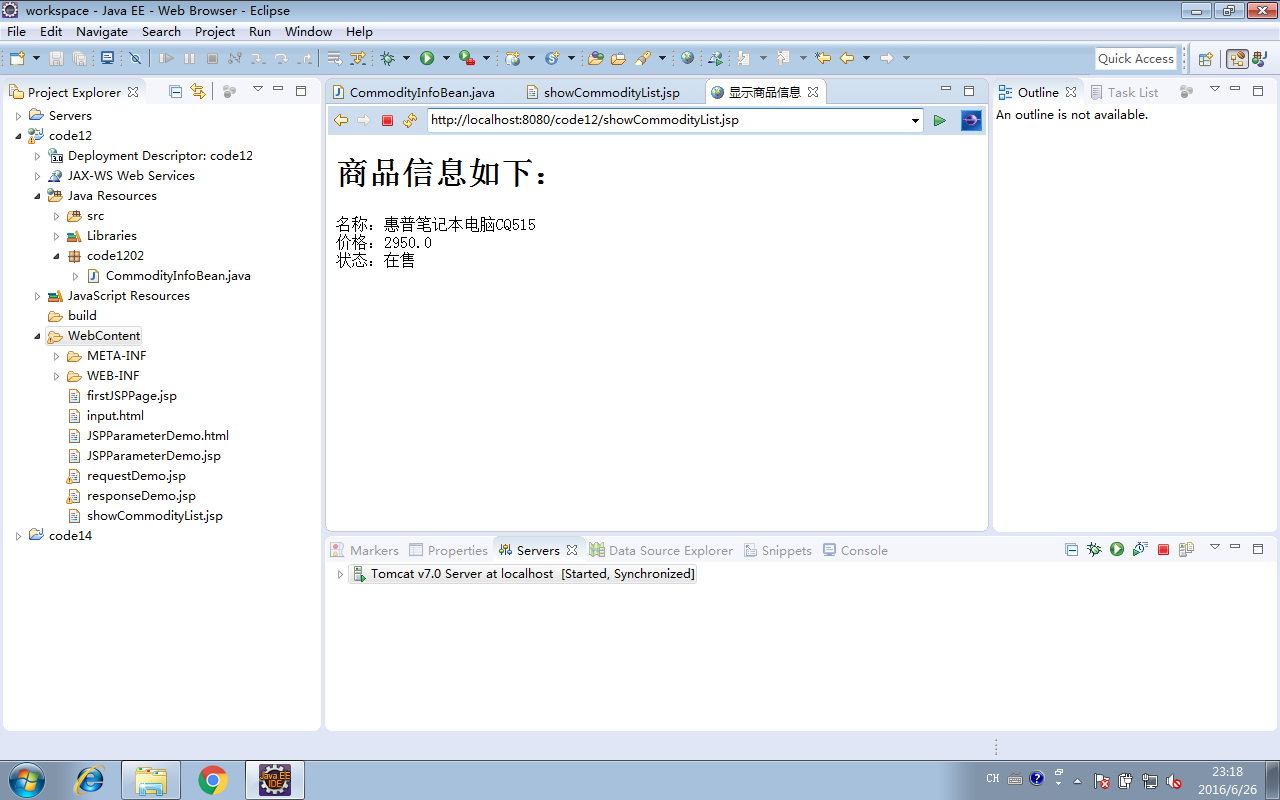 workspace - Java EE - Web Browser - Eclipse
File Edit Navigate Search Project Run Window Help
Quick Access
Project Explorer
Servers
code12
Deployment Descriptor: code12
JAX-WS Web Services
Java Resources
src
Libraries
code1202
CommodityInfoBean.java
JavaScript Resources
build
WebContent
META-INF
WEB-INF
firstJSPPage.jsp
input.html
JSPParameterDemo.html
JSPParameterDemo.jsp
requestDemo.jsp
responseDemo.jsp
showCommodityList.jsp
code14
CommodityInfoBean.java showCommodityList.jsp 显示商品信息
http://localhost:8080/code12/showCommodityList.jsp
商品信息如下：
名称：惠普笔记本电脑CQ515
价格：2950.0
状态：在售
Outline Task List
An outline is not available.
Markers Properties Servers Data Source Explorer Snippets Console
Tomcat v7.0 Server at localhost [Started, Synchronized]
Java EE
IDE
CH
23:18
2016/6/26